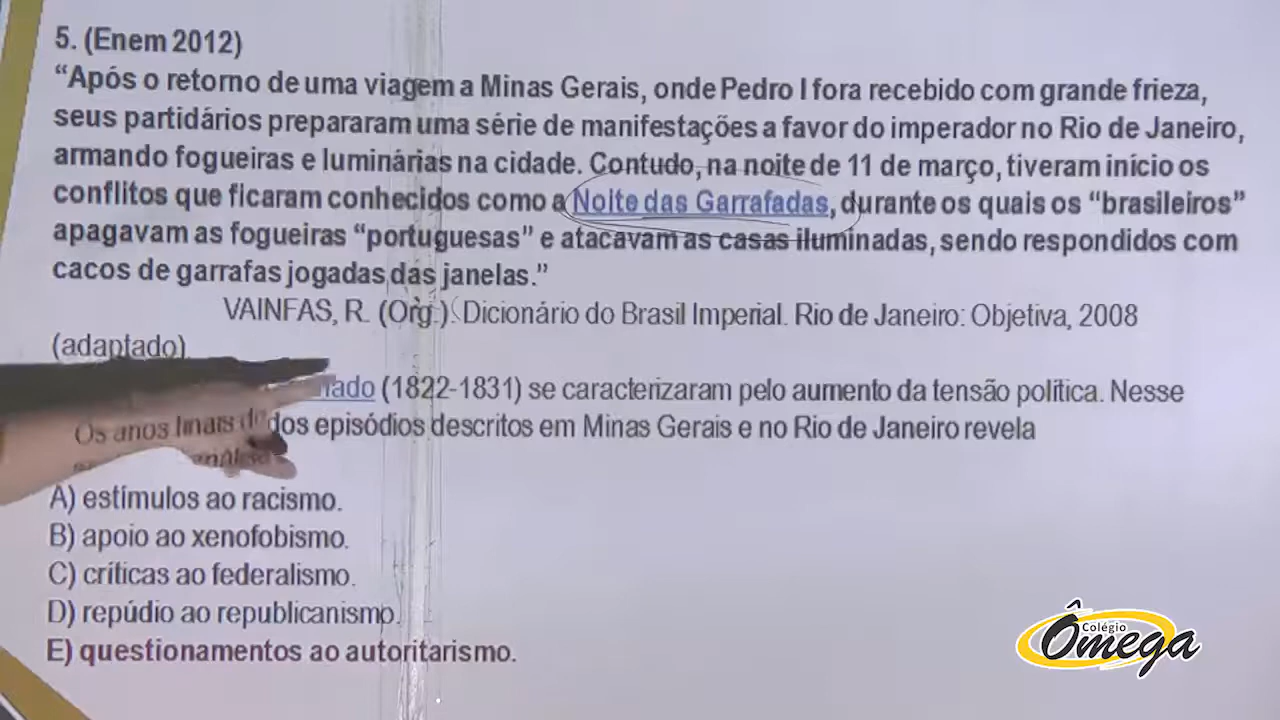 5. (Enem 2012)
“Após o retorno de uma viagem a Minas Gerais, onde Pedro I fora recebido com grande frieza,
seus partidários prepararam uma série de manifestações a favor do imperador no Rio de Janeiro,
armando fogueiras e luminárias na cidade. Contudo, na noite de 11 de março, tiveram início os
conflitos que ficaram conhecidos como a Noite das Garrafadas, durante os quais os “brasileiros”
apagavam as fogueiras “portuguesas” e atacavam as casas iluminadas, sendo respondidos com
cacos de garrafas jogadas das janelas.”
VAINFAS, R. (Org.). Dicionário do Brasil Imperial. Rio de Janeiro: Objetiva, 2008
(adaptado)
(1822-1831) se caracterizaram pelo aumento da tensão política. Nesse
Os anos finais dos episódios descritos em Minas Gerais e no Rio de Janeiro revela
A) estímulos ao racismo.
B) apoio ao xenofobismo.
C) críticas ao federalismo.
D) repúdio ao republicanismo.
E) questionamentos ao autoritarismo.
Colégio
Ômega